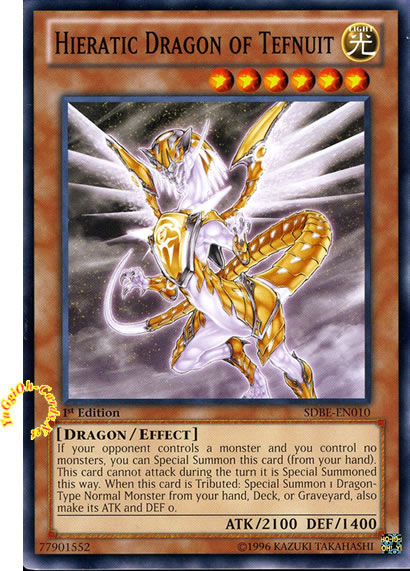 HIERATIC DRAGON OF TEFNUIT
LIGHT
光
YuGgiOh-Cards.Net
1st Edition
SDBE-EN010
[DRAGON/EFFECT]
If your opponent controls a monster and you control no
monsters, you can Special Summon this card (from your hand).
This card cannot attack during the turn it is Special Summoned
this way. When this card is Tributed: Special Summon 1 Dragon-
Type Normal Monster from your hand, Deck, or Graveyard, also
make its ATK and DEF 0.
ATK/2100 DEF/1400
77901552
©1996 KAZUKI TAKAHASHI